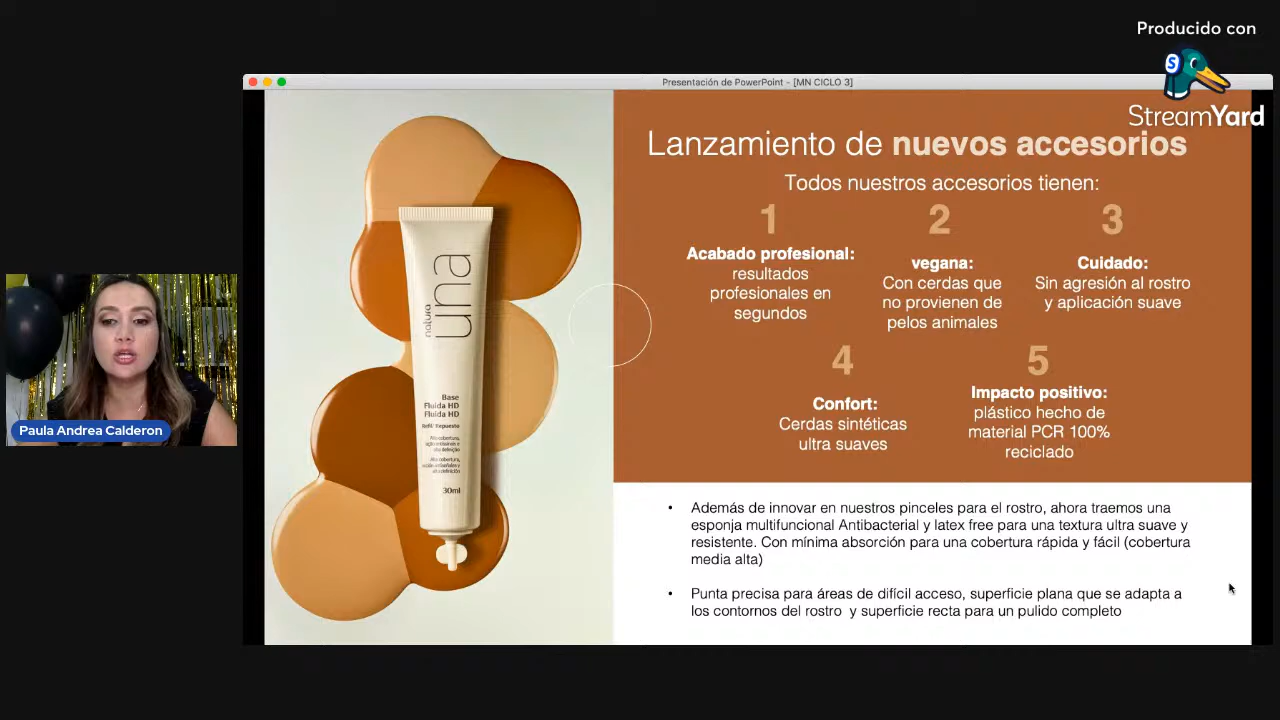 Producido con
StreamYard
Presentación de PowerPoint - [MN CICLO 3]
Lanzamiento de nuevos accesorios
Todos nuestros accesorios tienen:
1
Acabado profesional:
resultados
profesionales en
segundos
2
vegana:
Con cerdas que
no provienen de
pelos animales
3
Cuidado:
Sin agresión al rostro
y aplicación suave
4
Confort:
Cerdas sintéticas
ultra suaves
5
Impacto positivo:
plástico hecho de
material PCR 100%
reciclado
• Además de innovar en nuestros pinceles para el rostro, ahora traemos una
esponja multifuncional Antibacterial y latex free para una textura ultra suave y
resistente. Con mínima absorción para una cobertura rápida y fácil (cobertura
media alta)
• Punta precisa para áreas de difícil acceso, superficie plana que se adapta a
los contornos del rostro y superficie recta para un pulido completo
natura
una
Base
Fluida HD
Fluida HD
Refil/ Repuesto
30ml
Paula Andrea Calderon